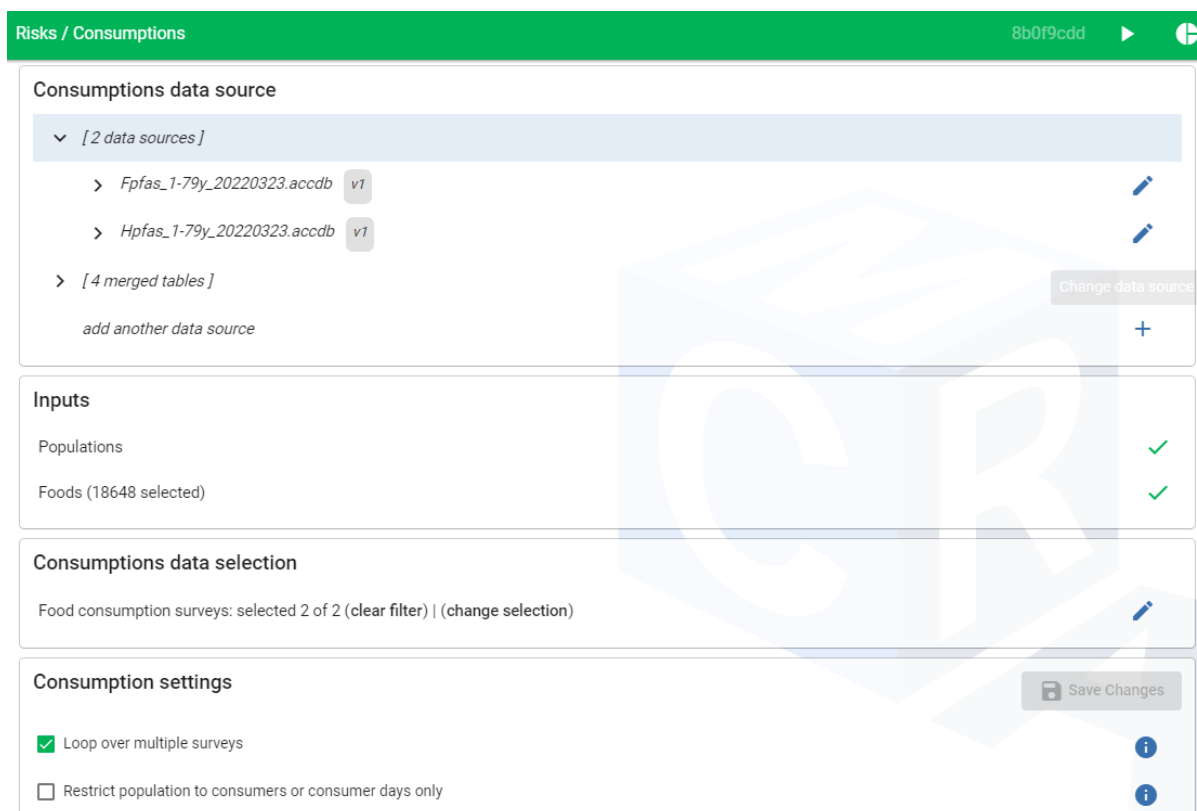 Risks / Consumptions 8b0f9cdd
Consumptions data source
[ 2 data sources ]
Fpfas_1-79y_20220323.accdb v1
Hpfas_1-79y_20220323.accdb v1
[ 4 merged tables ]
Change data source
add another data source
Inputs
Populations
Foods (18648 selected)
Consumptions data selection
Food consumption surveys: selected 2 of 2 (clear filter) | (change selection)
Consumption settings
Save Changes
Loop over multiple surveys
Restrict population to consumers or consumer days only
MCRA